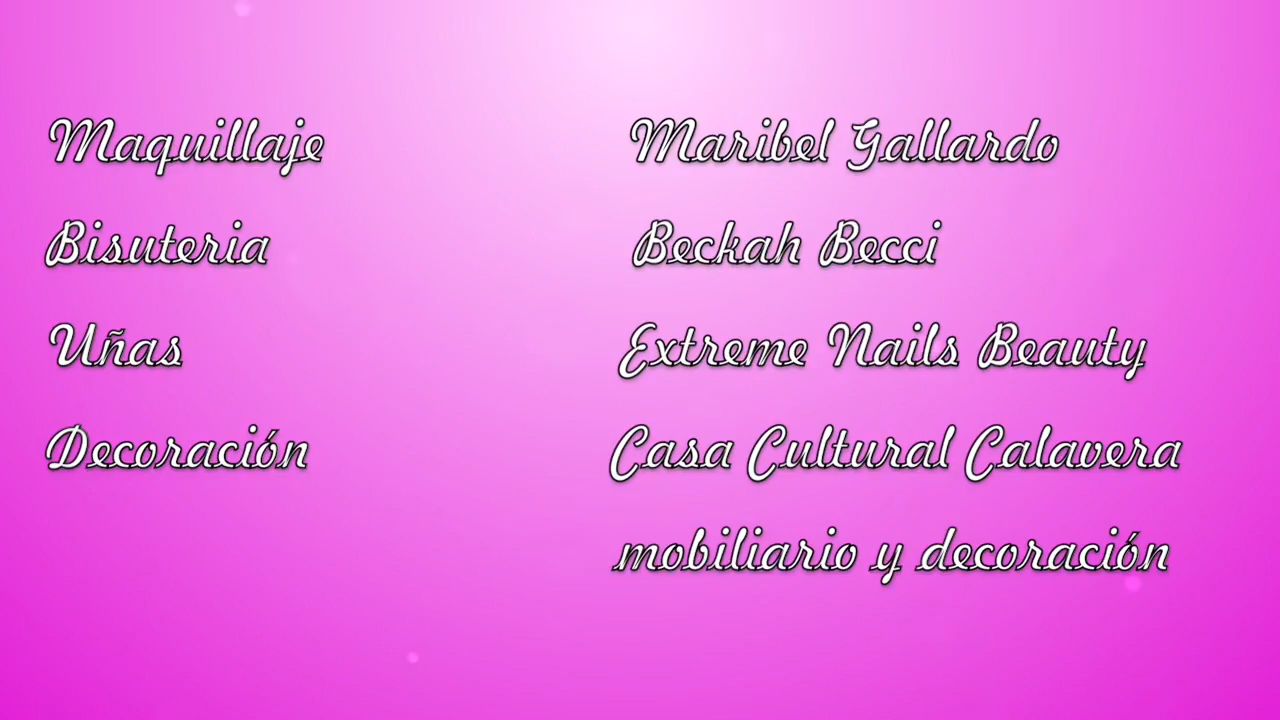 Maquillaje Maribel Gallardo
Bisuteria Beckah Becci
Uñas Extreme Nails Beauty
Decoración Casa Cultural Calavera
mobiliario y decoración